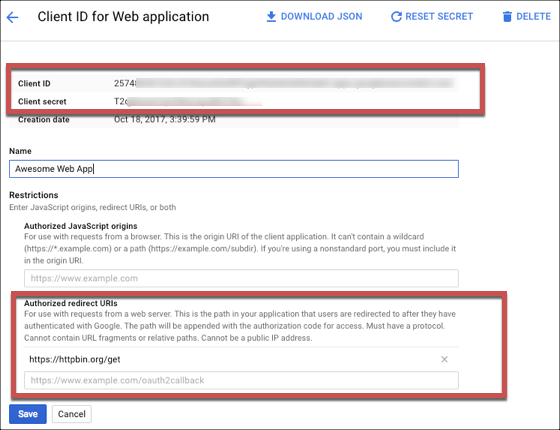 Client ID for Web application DOWNLOAD JSON RESET SECRET DELETE
Client ID
Client secret
Creation date Oct 18, 2017, 3:39:59 PM
Name
Awesome Web App
Restrictions
Enter JavaScript origins, redirect URIs, or both
Authorized JavaScript origins
For use with requests from a browser. This is the origin URI of the client application. It can't contain a wildcard
(https://*.example.com) or a path (https://example.com/subdir). If you're using a nonstandard port, you must include it
in the origin URI.
https://www.example.com
Authorized redirect URIs
For use with requests from a web server. This is the path in your application that users are redirected to after they have
authenticated with Google. The path will be appended with the authorization code for access. Must have a protocol.
Cannot contain URL fragments or relative paths. Cannot be a public IP address.
https://httpbin.org/get
https://www.example.com/oauth2callback
Save Cancel